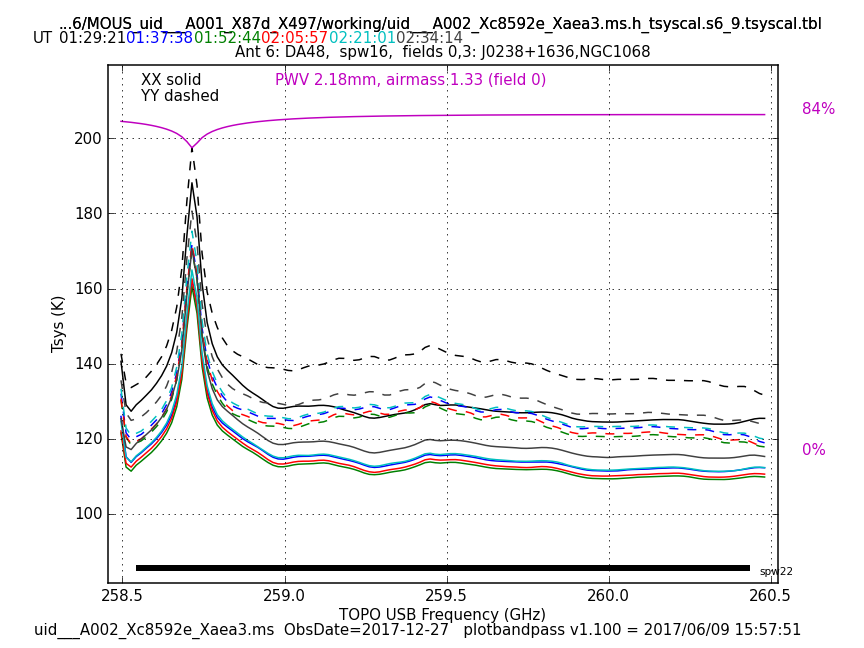 ...6/MOUS_uid___A001_X87d_X497/working/uid___A002_Xc8592e_Xaea3.ms.h_tsyscal.s6_9.tsyscal.tbl
UT 01:29:21 01:37:38 01:52:44 02:05:57 02:21:01 02:34:14
Ant 6: DA48,  spw16,  fields 0,3: J0238+1636,NGC1068
XX solid
YY dashed
PWV 2.18mm, airmass 1.33 (field 0)
84%
0%
200
180
160
140
120
100
Tsys (K)
spw22
258.5 259.0 259.5 260.0 260.5
TOPO USB Frequency (GHz)
uid___A002_Xc8592e_Xaea3.ms  ObsDate=2017-12-27   plotbandpass v1.100 = 2017/06/09 15:57:51